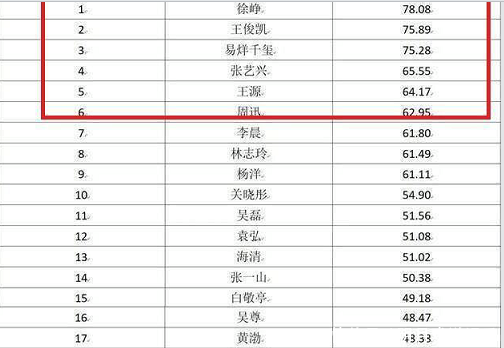 1 徐峥 78.08
2 王俊凯 75.89
3 易烊千玺 75.28
4 张艺兴 65.55
5 王源 64.17
6 周迅 62.95
7 李晨 61.80
8 林志玲 61.49
9 杨洋 61.11
10 关晓彤 54.90
11 吴磊 51.56
12 袁弘 51.08
13 海清 51.02
14 张一山 50.38
15 白敬亭 49.18
16 吴尊 48.47
17 黄渤